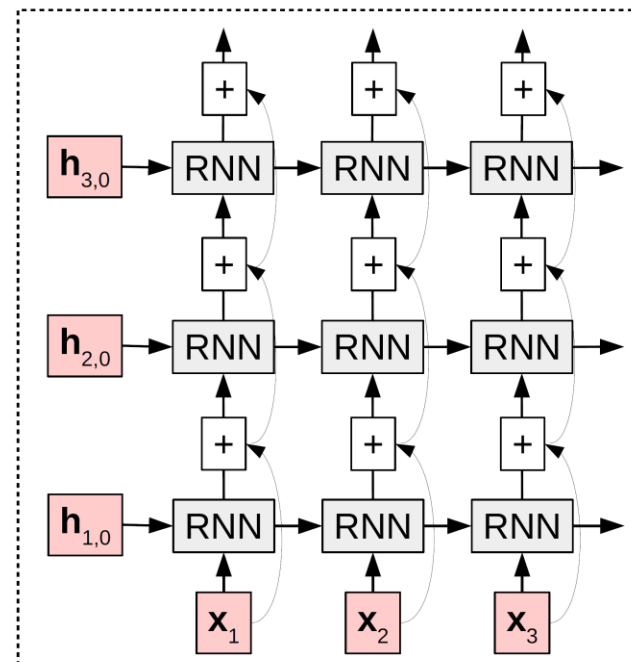 + + +
h3,0 RNN RNN RNN
+ + +
h2,0 RNN RNN RNN
+ + +
h1,0 RNN RNN RNN
x1 x2 x3